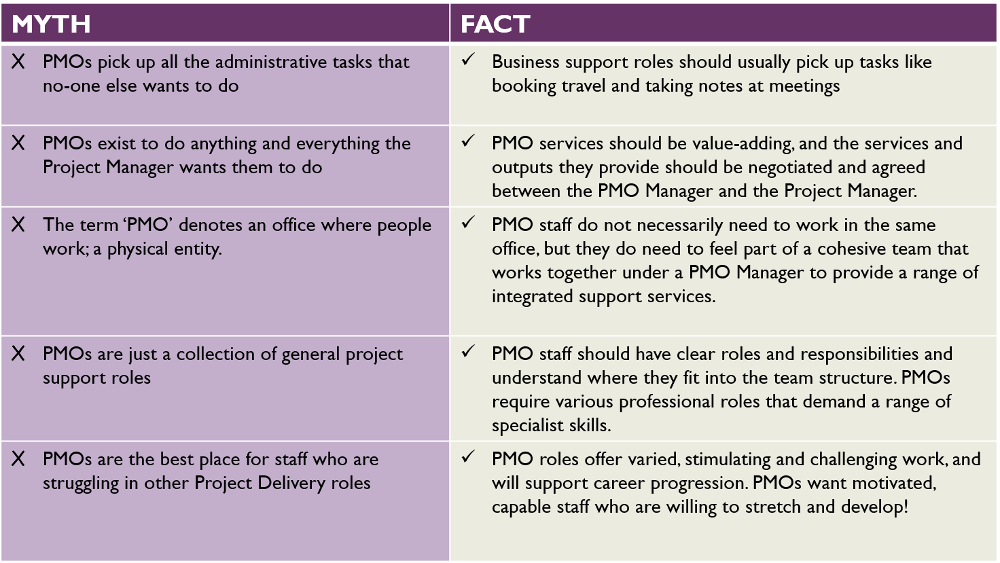 MYTH
FACT
X PMOs pick up all the administrative tasks that
no-one else wants to do
✓ Business support roles should usually pick up tasks like
booking travel and taking notes at meetings
X PMOs exist to do anything and everything the
Project Manager wants them to do
✓ PMO services should be value-adding, and the services and
outputs they provide should be negotiated and agreed
between the PMO Manager and the Project Manager.
X The term ‘PMO’ denotes an office where people
work; a physical entity.
✓ PMO staff do not necessarily need to work in the same
office, but they do need to feel part of a cohesive team that
works together under a PMO Manager to provide a range of
integrated support services.
X PMOs are just a collection of general project
support roles
✓ PMO staff should have clear roles and responsibilities and
understand where they fit into the team structure. PMOs
require various professional roles that demand a range of
specialist skills.
X PMOs are the best place for staff who are
struggling in other Project Delivery roles
✓ PMO roles offer varied, stimulating and challenging work, and
will support career progression. PMOs want motivated,
capable staff who are willing to stretch and develop!